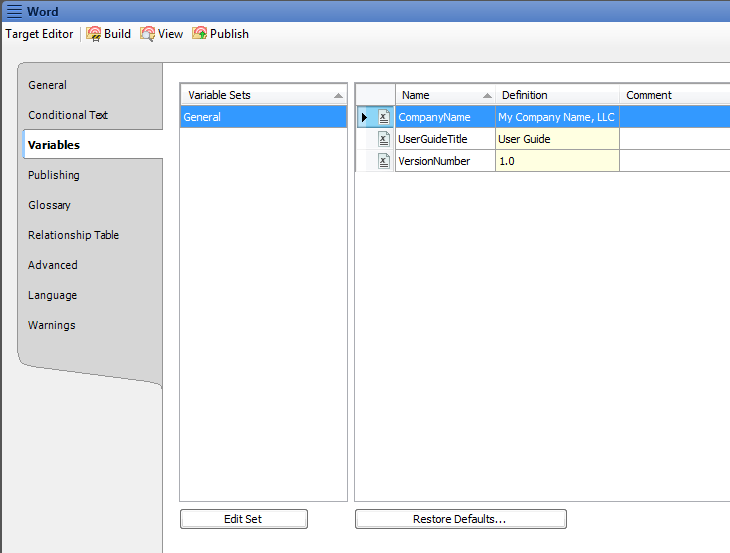 Word
Target Editor Build View Publish
General
Conditional Text
Variables
Publishing
Glossary
Relationship Table
Advanced
Language
Warnings
Variable Sets
General
Name Definition Comment
CompanyName My Company Name, LLC
UserGuideTitle User Guide
VersionNumber 1.0
Edit Set Restore Defaults...